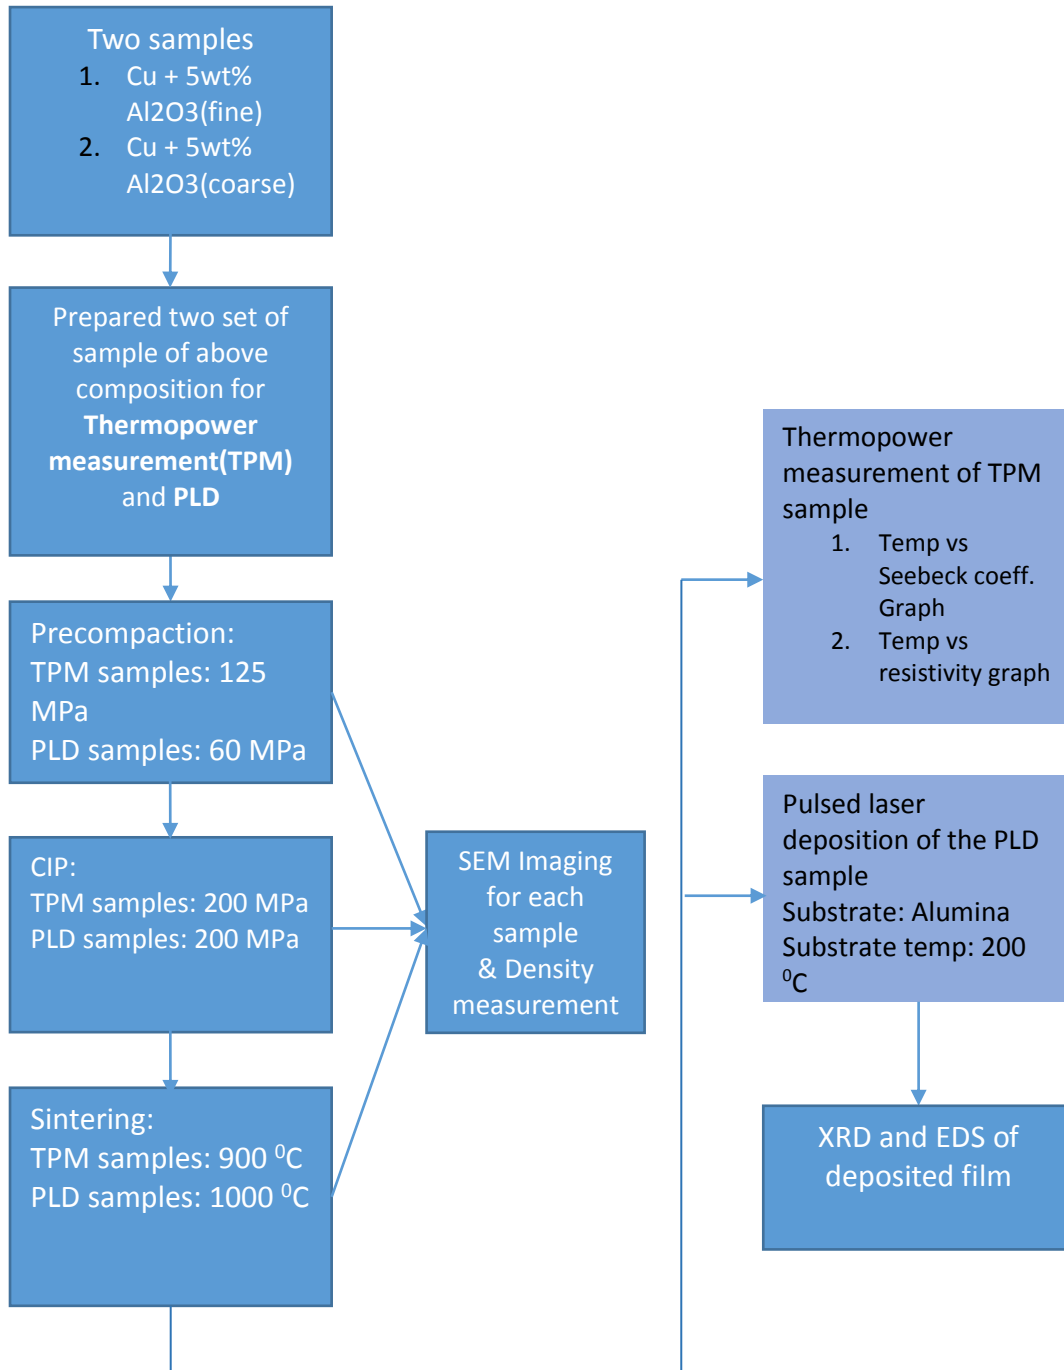 Two samples
1. Cu + 5wt%
Al2O3(fine)
2. Cu + 5wt%
Al2O3(coarse)
Prepared two set of
sample of above
composition for
Thermopower
measurement(TPM)
and PLD
Precompaction:
TPM samples: 125
MPa
PLD samples: 60 MPa
CIP:
TPM samples: 200 MPa
PLD samples: 200 MPa
Sintering:
TPM samples: 900 ⁰C
PLD samples: 1000 ⁰C
SEM Imaging
for each
sample
& Density
measurement
Thermopower
measurement of TPM
sample
1. Temp vs
Seebeck coeff.
Graph
2. Temp vs
resistivity graph
Pulsed laser
deposition of the PLD
sample
Substrate: Alumina
Substrate temp: 200
⁰C
XRD and EDS of
deposited film